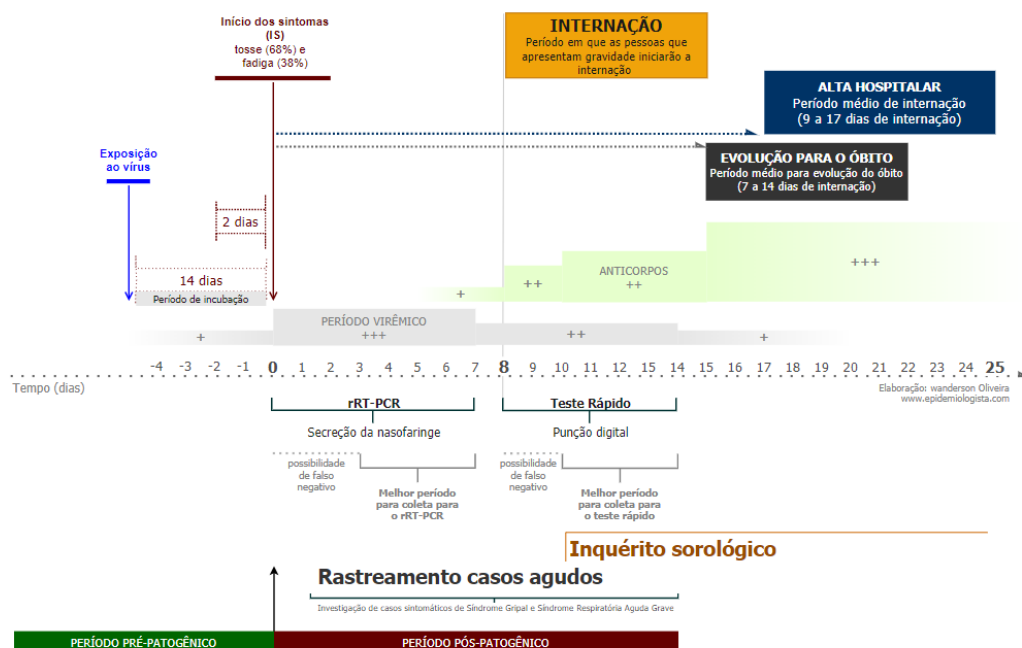 Início dos sintomas
(IS)
tosse (68%) e
fadiga (38%)
INTERNAÇÃO
Período em que as pessoas que
apresentam gravidade iniciarão a
internação
ALTA HOSPITALAR
Período médio de internação
(9 a 17 dias de internação)
Exposição
ao vírus
EVOLUÇÃO PARA O ÓBITO
Período médio para evolução do óbito
(7 a 14 dias de internação)
2 dias
14 dias
Período de incubação
ANTICORPOS
+
++
++
+++
PERÍODO VIRÊMICO
+
+++
++
+
-4 -3 -2 -1 0 1 2 3 4 5 6 7 8 9 10 11 12 13 14 15 16 17 18 19 20 21 22 23 24 25
Tempo (dias)
Elaboração: wanderson Oliveira
www.epidemiologista.com
rRT-PCR
Secreção da nasofaringe
possibilidade
de falso
negativo
Melhor período
para coleta para
o rRT-PCR
Teste Rápido
Punção digital
possibilidade
de falso
negativo
Melhor período
para coleta para
o teste rápido
Inquérito sorológico
Rastreamento casos agudos
Investigação de casos sintomáticos de Síndrome Gripal e Síndrome Respiratória Aguda Grave
PERÍODO PRÉ-PATOGÊNICO
PERÍODO PÓS-PATOGÊNICO